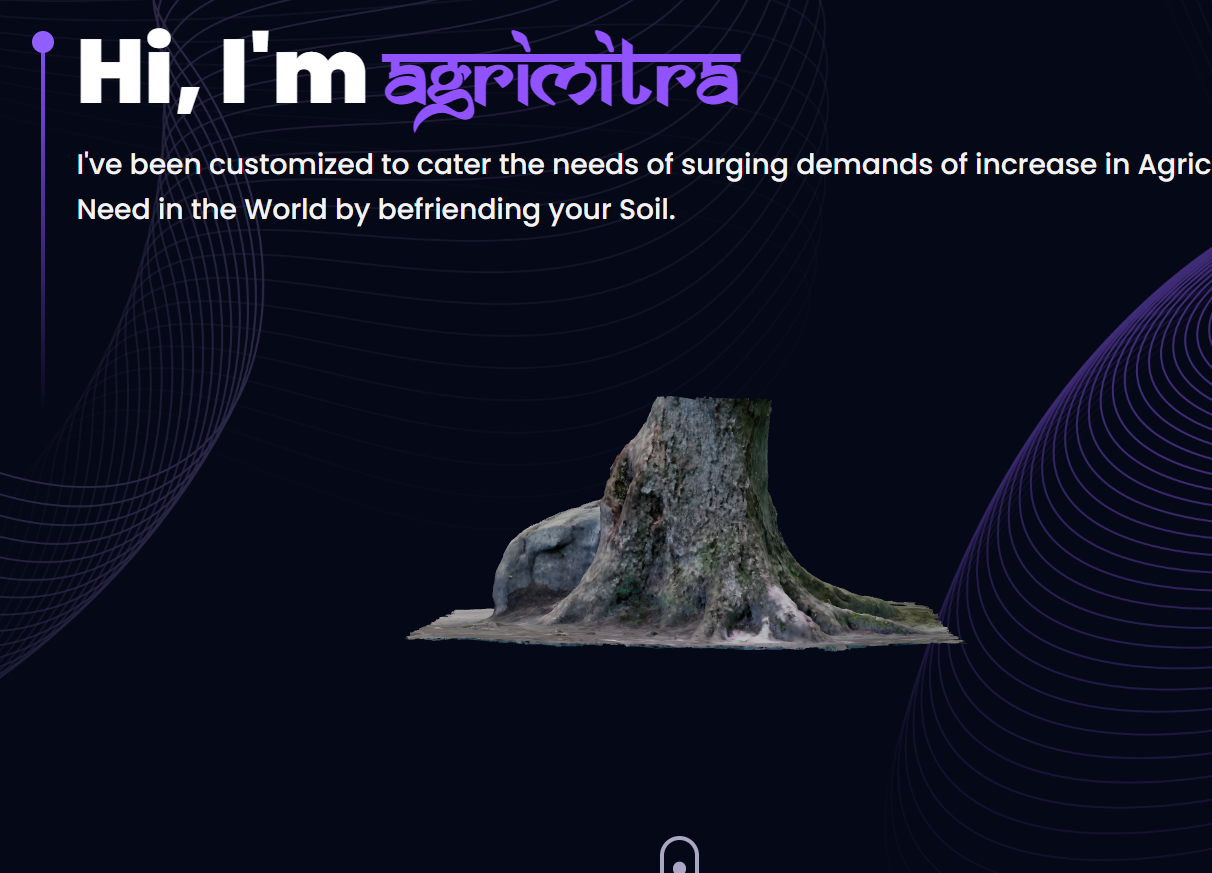 Hi, I'm agrimitra
I've been customized to cater the needs of surging demands of increase in Agric
Need in the World by befriending your Soil.